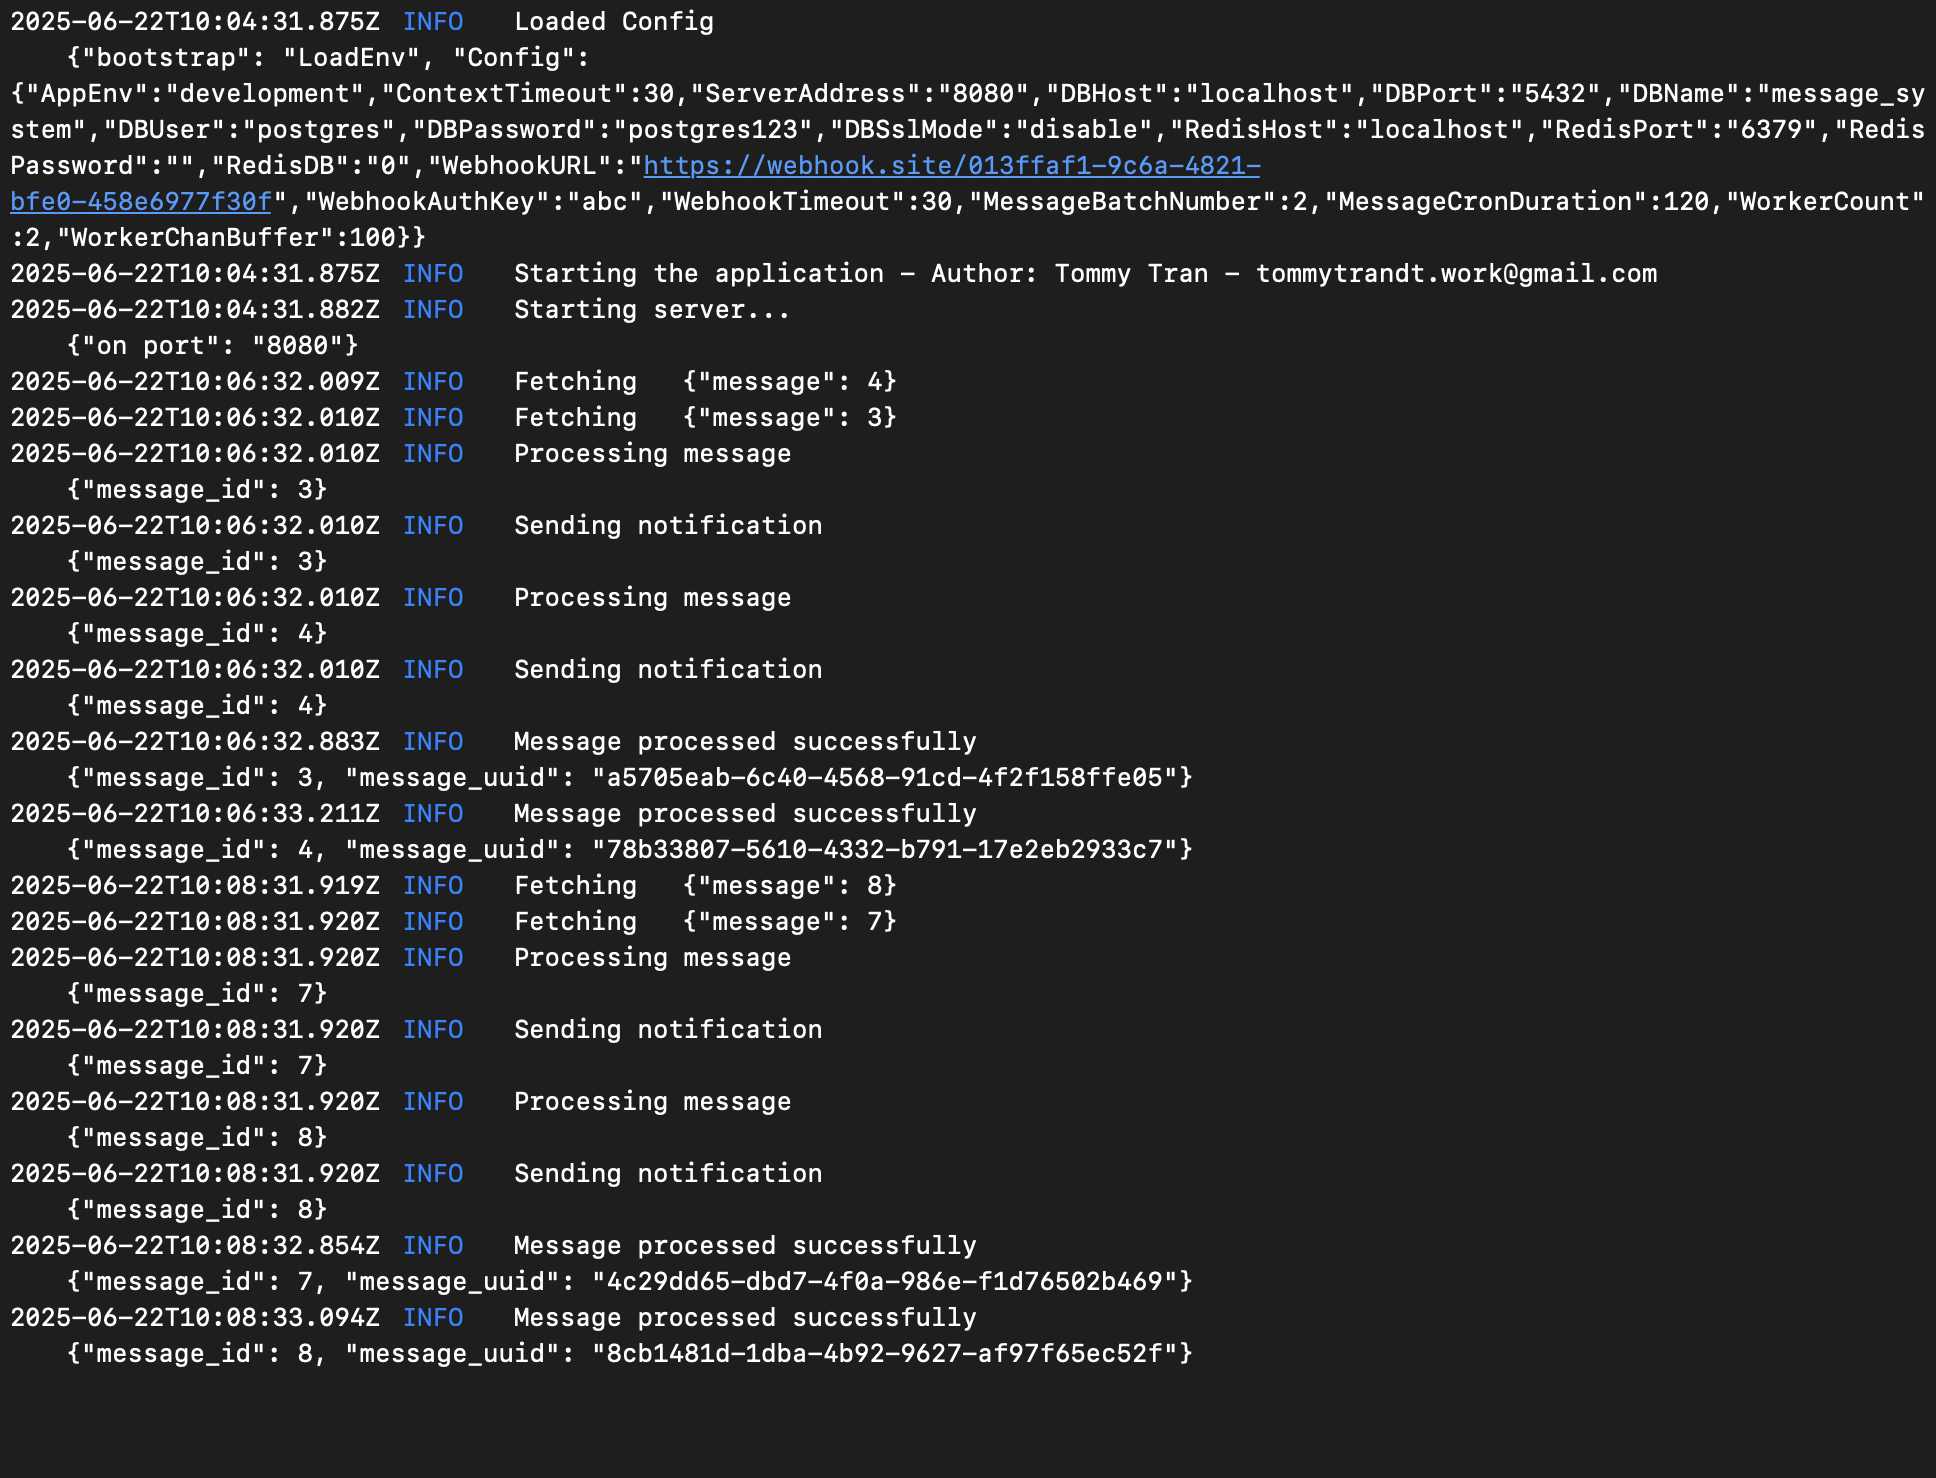 2025-06-22T10:04:31.875Z INFO Loaded Config
{"bootstrap": "LoadEnv", "Config":
{"AppEnv":"development","ContextTimeout":30,"ServerAddress":"8080","DBHost":"localhost","DBPort":"5432","DBName":"message_sy
stem","DBUser":"postgres","DBPassword":"postgres123","DBSslMode":"disable","RedisHost":"localhost","RedisPort":"6379","Redis
Password":"","RedisDB":"0","WebhookURL":"https://webhook.site/013ffaf1-9c6a-4821-
bfe0-458e6977f30f","WebhookAuthKey":"abc","WebhookTimeout":30,"MessageBatchNumber":2,"MessageCronDuration":120,"WorkerCount"
:2,"WorkerChanBuffer":100}}
2025-06-22T10:04:31.875Z INFO Starting the application - Author: Tommy Tran - tommytrandt.work@gmail.com
2025-06-22T10:04:31.882Z INFO Starting server...
{"on port": "8080"}
2025-06-22T10:06:32.009Z INFO Fetching {"message": 4}
2025-06-22T10:06:32.010Z INFO Fetching {"message": 3}
2025-06-22T10:06:32.010Z INFO Processing message
{"message_id": 3}
2025-06-22T10:06:32.010Z INFO Sending notification
{"message_id": 3}
2025-06-22T10:06:32.010Z INFO Processing message
{"message_id": 4}
2025-06-22T10:06:32.010Z INFO Sending notification
{"message_id": 4}
2025-06-22T10:06:32.883Z INFO Message processed successfully
{"message_id": 3, "message_uuid": "a5705eab-6c40-4568-91cd-4f2f158ffe05"}
2025-06-22T10:06:33.211Z INFO Message processed successfully
{"message_id": 4, "message_uuid": "78b33807-5610-4332-b791-17e2eb2933c7"}
2025-06-22T10:08:31.919Z INFO Fetching {"message": 8}
2025-06-22T10:08:31.920Z INFO Fetching {"message": 7}
2025-06-22T10:08:31.920Z INFO Processing message
{"message_id": 7}
2025-06-22T10:08:31.920Z INFO Sending notification
{"message_id": 7}
2025-06-22T10:08:31.920Z INFO Processing message
{"message_id": 8}
2025-06-22T10:08:31.920Z INFO Sending notification
{"message_id": 8}
2025-06-22T10:08:32.854Z INFO Message processed successfully
{"message_id": 7, "message_uuid": "4c29dd65-dbd7-4f0a-986e-f1d76502b469"}
2025-06-22T10:08:33.094Z INFO Message processed successfully
{"message_id": 8, "message_uuid": "8cb1481d-1dba-4b92-9627-af97f65ec52f"}